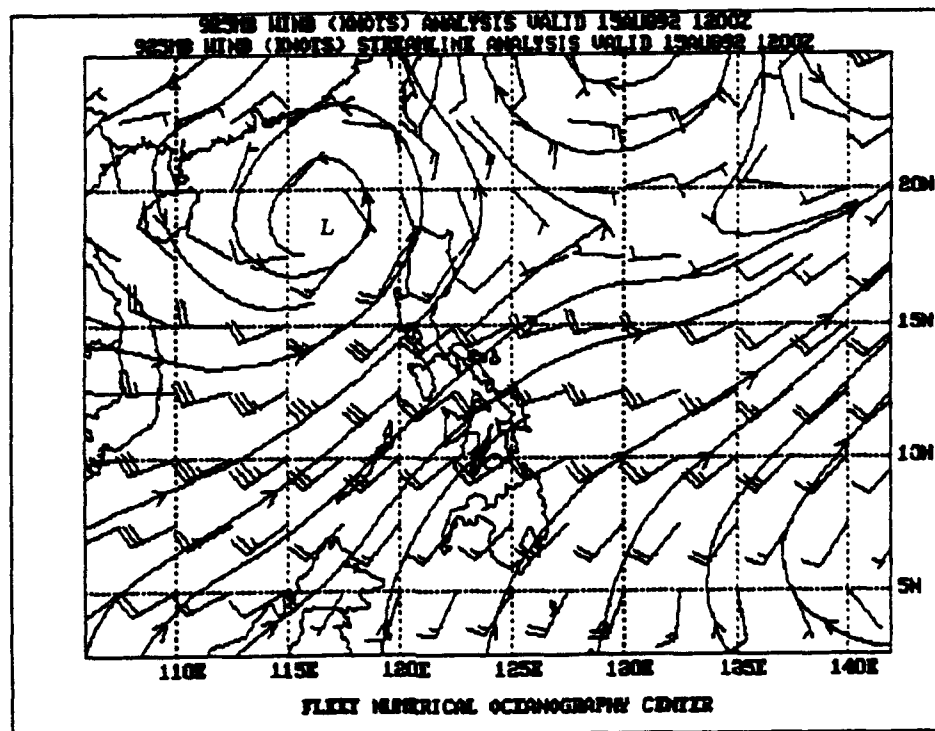 925MB WIND (KNOTS) ANALYSIS VALID 15AUG92 1200Z
925MB WIND (KNOTS) STREAMLINE ANALYSIS VALID 15AUG92 1200Z
L
20N
15N
10N
5N
110E 115E 120E 125E 130E 135E 140E
FLEET NUMERICAL OCEANOGRAPHY CENTER